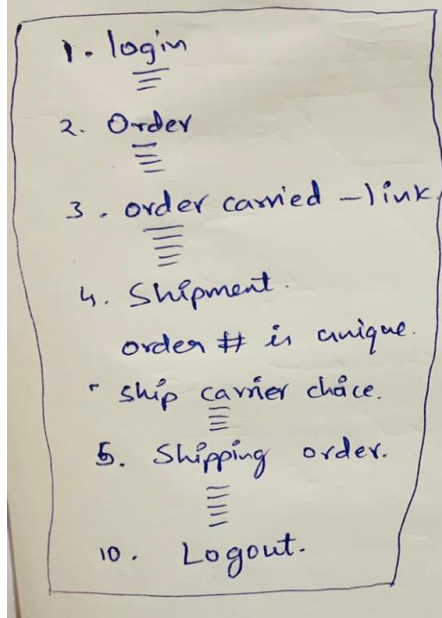 1. login
2. Order
3. order carried - link
4. Shipment.
order # is unique.
ship carrier choice.
5. Shipping order.
10. Logout.